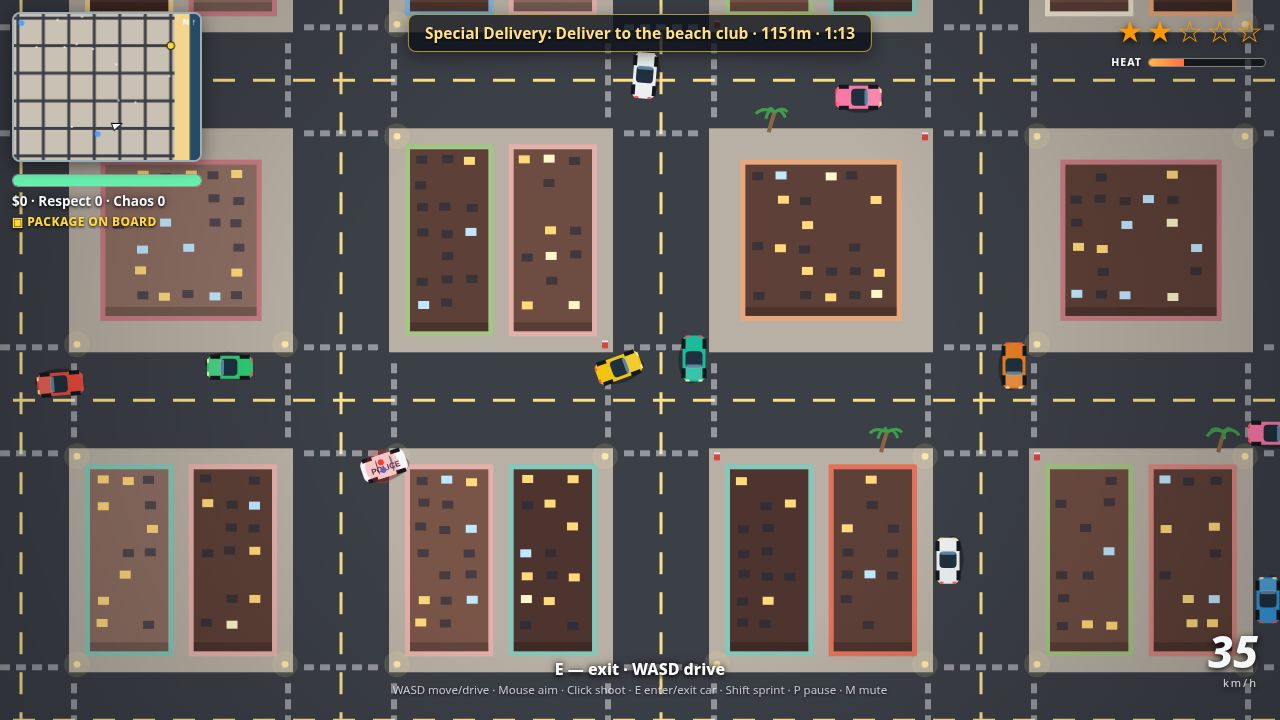 N ↑
Special Delivery: Deliver to the beach club · 1151m · 1:13
★ ★ ☆ ☆ ☆
HEAT
$0 · Respect 0 · Chaos 0
▣ PACKAGE ON BOARD
POLICE
E — exit · WASD drive
WASD move/drive · Mouse aim · Click shoot · E enter/exit car · Shift sprint · P pause · M mute
35
km/h